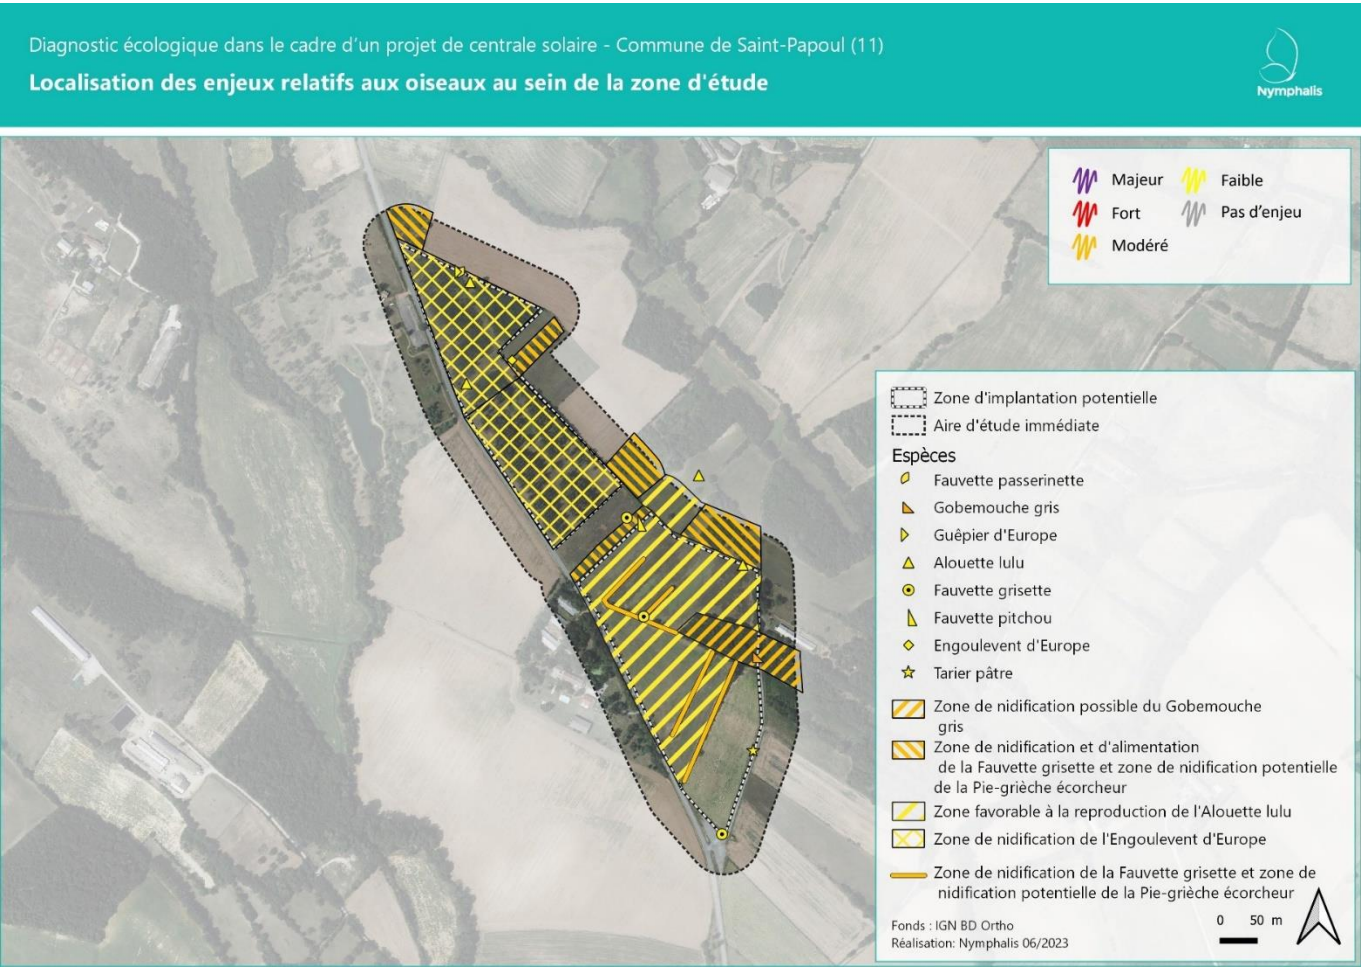 Diagnostic écologique dans le cadre d'un projet de centrale solaire - Commune de Saint-Papoul (11)
Localisation des enjeux relatifs aux oiseaux au sein de la zone d'étude
Nymphalis
Majeur
Faible
Fort
Pas d'enjeu
Modéré
Zone d'implantation potentielle
Aire d'étude immédiate
Espèces
Fauvette passerinette
Gobemouche gris
Guêpier d'Europe
Alouette lulu
Fauvette grisette
Fauvette pitchou
Engoulevent d'Europe
Tarier pâtre
Zone de nidification possible du Gobemouche
gris
Zone de nidification et d'alimentation
de la Fauvette grisette et zone de nidification potentielle
de la Pie-grièche écorcheur
Zone favorable à la reproduction de l'Alouette lulu
Zone de nidification de l'Engoulevent d'Europe
Zone de nidification de la Fauvette grisette et zone de
nidification potentielle de la Pie-grièche écorcheur
Fonds : IGN BD Ortho
Réalisation: Nymphalis 06/2023
0 50 m